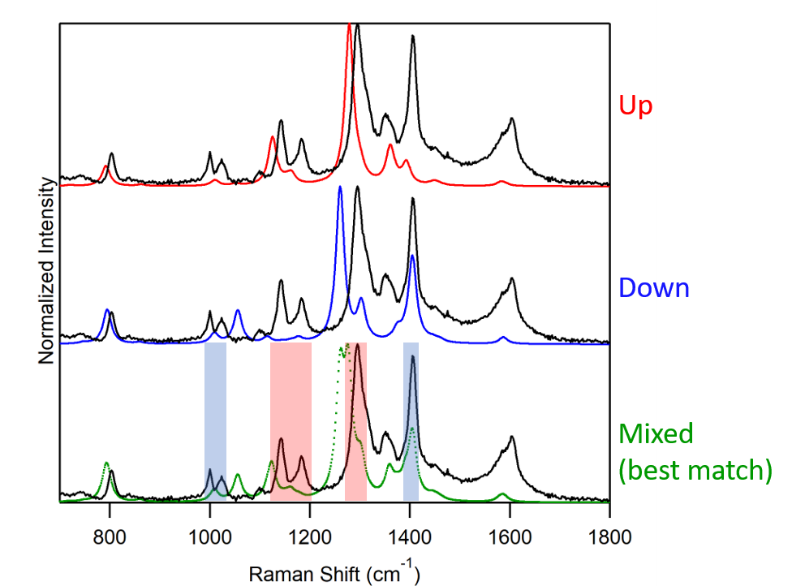 Up
Down
Mixed
(best match)
Normalized Intensity
800 1000 1200 1400 1600 1800
Raman Shift (cm⁻¹)